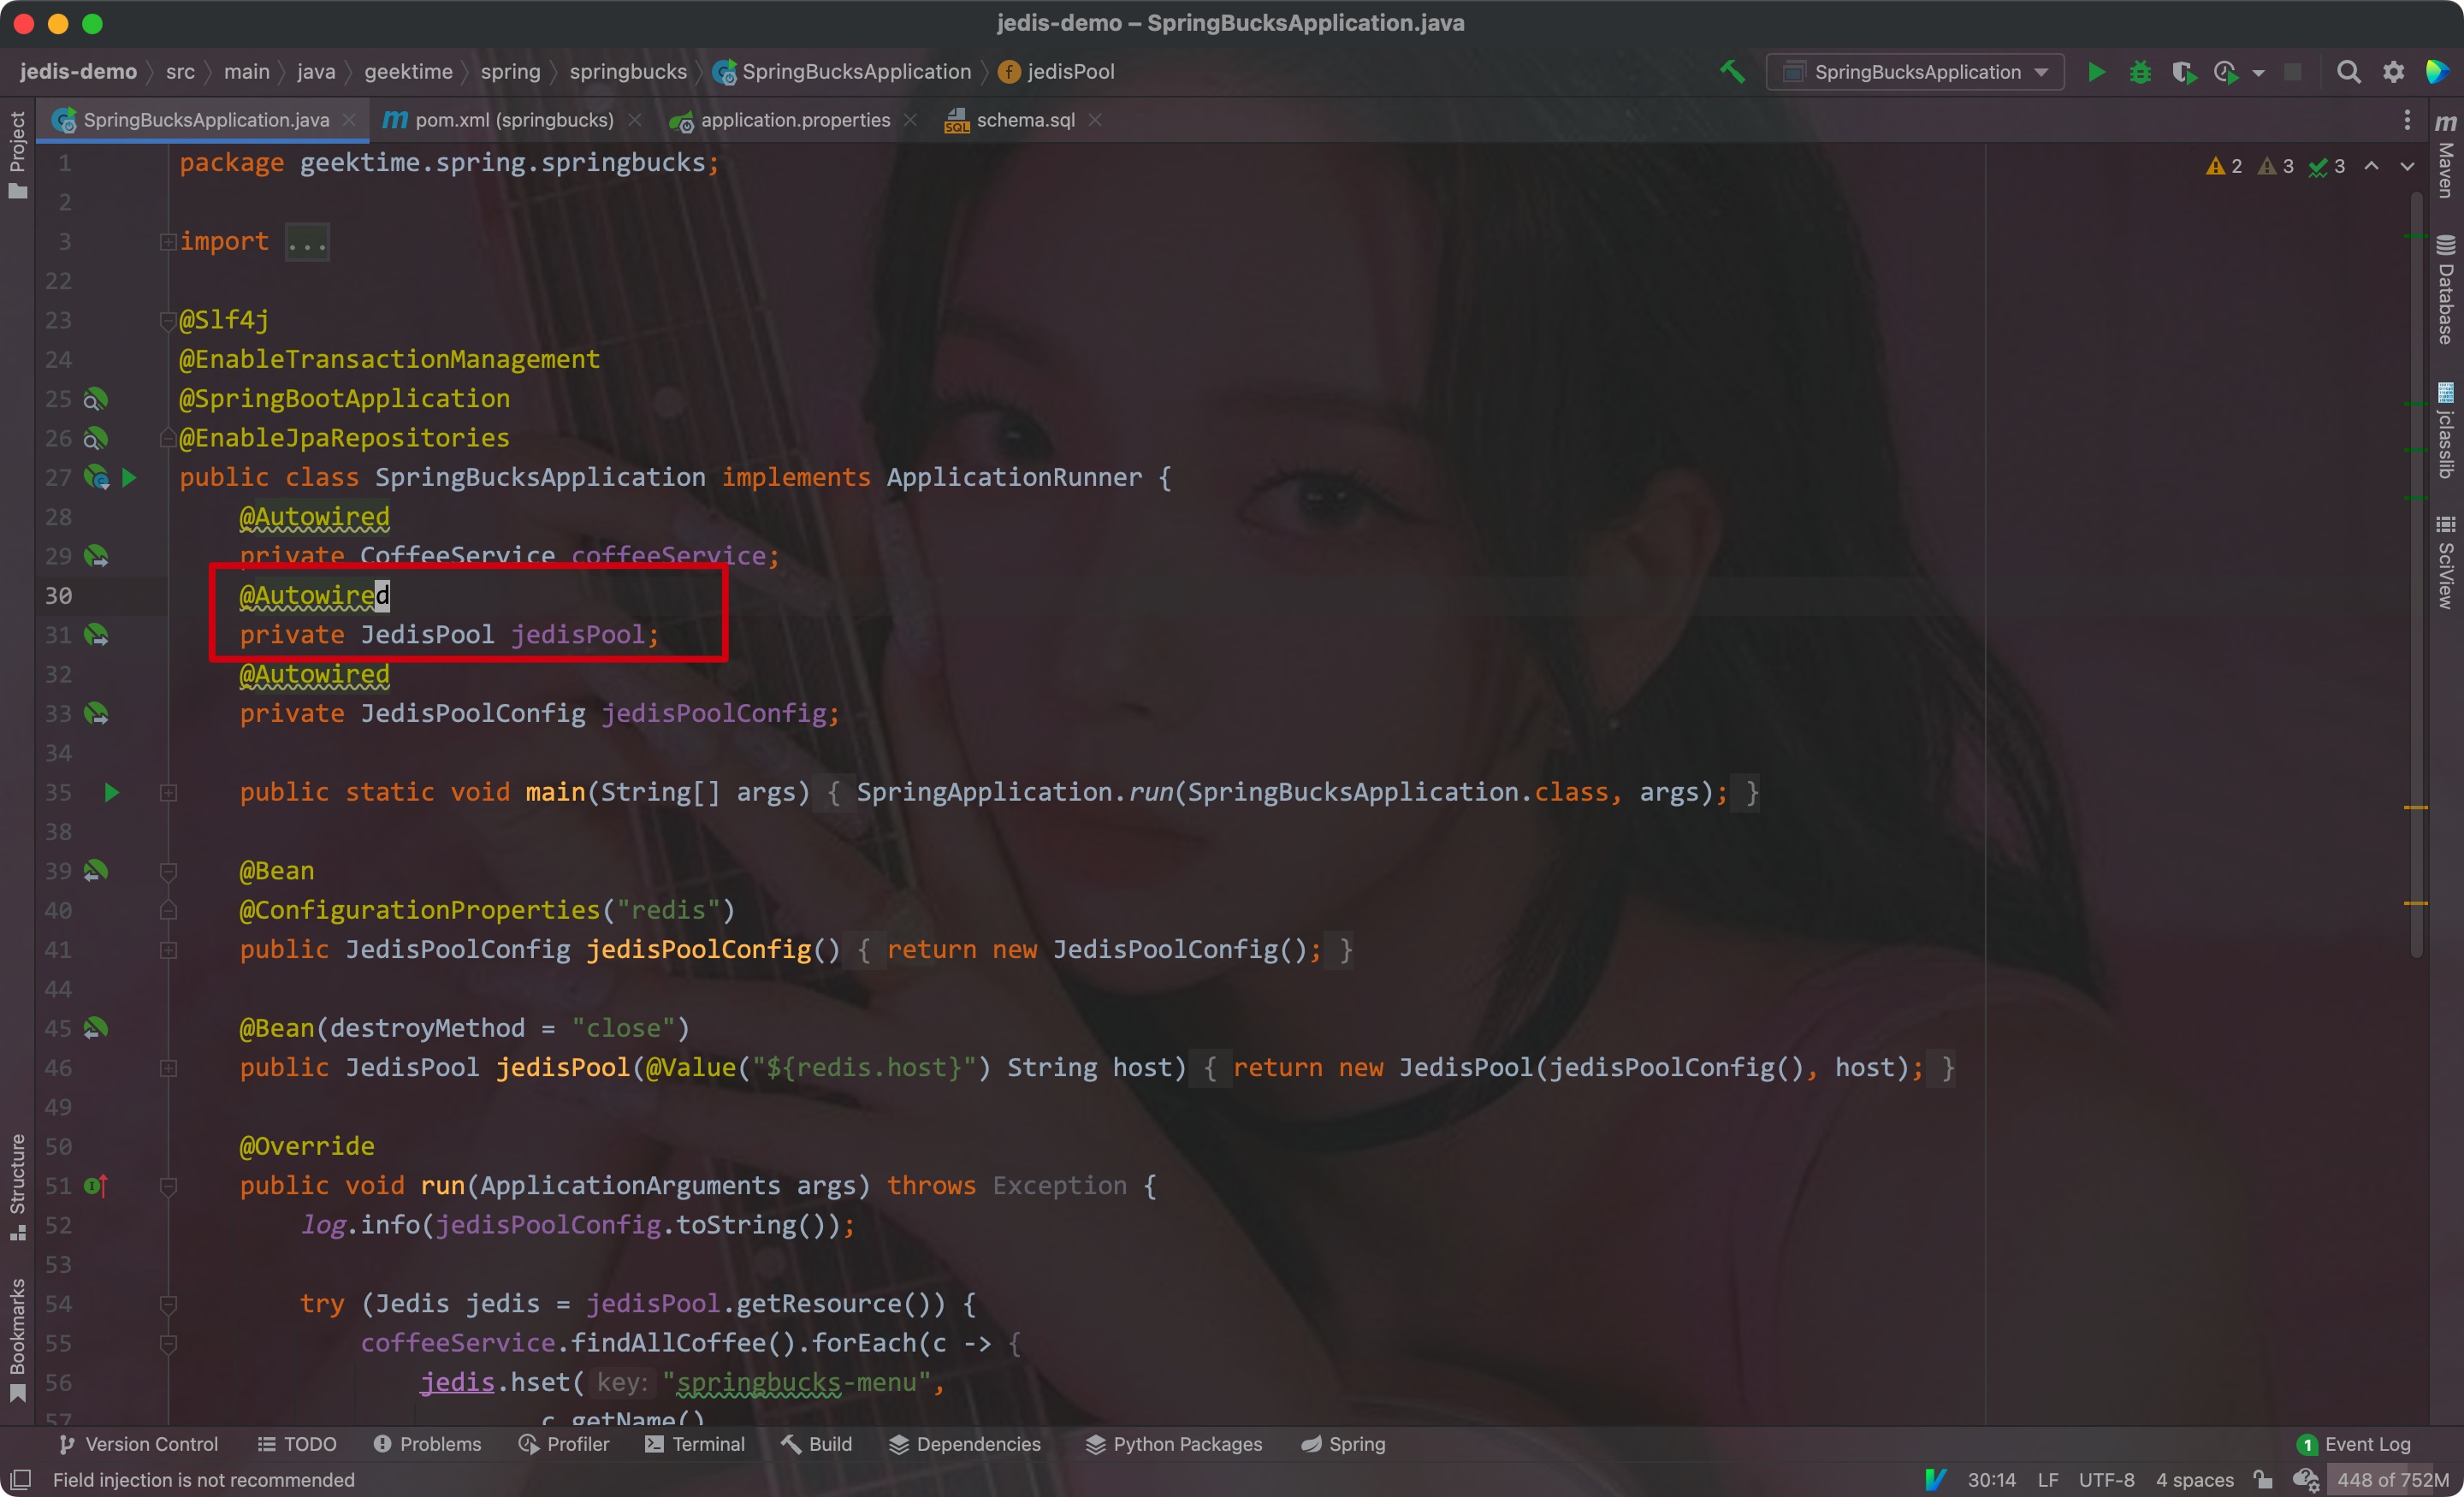 jedis-demo – SpringBucksApplication.java
jedis-demo src main java geektime spring springbucks SpringBucksApplication f jedisPool
SpringBucksApplication
SpringBucksApplication.java
pom.xml (springbucks)
application.properties
schema.sql
Project
Structure
Bookmarks
1 package geektime.spring.springbucks;
2
3 import ...
22
23 @Slf4j
24 @EnableTransactionManagement
25 @SpringBootApplication
26 @EnableJpaRepositories
27 public class SpringBucksApplication implements ApplicationRunner {
28 @Autowired
29 private CoffeeService coffeeService;
30 @Autowired
31 private JedisPool jedisPool;
32 @Autowired
33 private JedisPoolConfig jedisPoolConfig;
34
35 public static void main(String[] args) { SpringApplication.run(SpringBucksApplication.class, args); }
38
39 @Bean
40 @ConfigurationProperties("redis")
41 public JedisPoolConfig jedisPoolConfig() { return new JedisPoolConfig(); }
44
45 @Bean(destroyMethod = "close")
46 public JedisPool jedisPool(@Value("${redis.host}") String host) { return new JedisPool(jedisPoolConfig(), host); }
49
50 @Override
51 public void run(ApplicationArguments args) throws Exception {
52 log.info(jedisPoolConfig.toString());
53
54 try (Jedis jedis = jedisPool.getResource()) {
55 coffeeService.findAllCoffee().forEach(c -> {
56 jedis.hset( key: "springbucks-menu",
57 c.getName()
2 3 3
m
Maven
Database
jclasslib
SciView
Version Control TODO Problems Profiler Terminal Build Dependencies Python Packages Spring
1 Event Log
Field injection is not recommended
30:14 LF UTF-8 4 spaces 448 of 752M